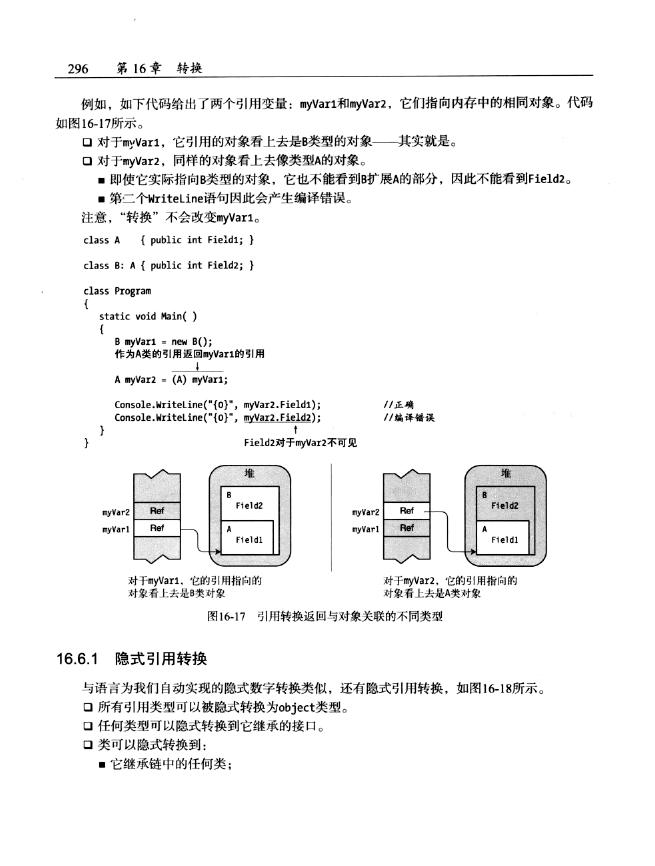 296 第16章 转换
例如，如下代码给出了两个引用变量：myVar1和myVar2，它们指向内存中的相同对象。代码
如图16-17所示。
❑ 对于myVar1，它引用的对象看上去是B类型的对象——其实就是。
❑ 对于myVar2，同样的对象看上去像类型A的对象。
■ 即使它实际指向B类型的对象，它也不能看到B扩展A的部分，因此不能看到Field2。
■ 第二个WriteLine语句因此会产生编译错误。
注意，“转换”不会改变myVar1。
class A { public int Field1; }
class B: A { public int Field2; }
class Program
{
static void Main( )
{
B myVar1 = new B();
作为A类的引用返回myVar1的引用
↓
A myVar2 = (A) myVar1;
Console.WriteLine("{0}", myVar2.Field1); //正确
Console.WriteLine("{0}", myVar2.Field2); //编译错误
} ↑
} Field2对于myVar2不可见
堆
B
Field2
myVar2 Ref
myVar1 Ref
A
Field1
对于myVar1，它的引用指向的
对象看上去是B类对象
堆
B
Field2
myVar2 Ref
myVar1 Ref
A
Field1
对于myVar2，它的引用指向的
对象看上去是A类对象
图16-17 引用转换返回与对象关联的不同类型
16.6.1 隐式引用转换
与语言为我们自动实现的隐式数字转换类似，还有隐式引用转换，如图16-18所示。
❑ 所有引用类型可以被隐式转换为object类型。
❑ 任何类型可以隐式转换到它继承的接口。
❑ 类可以隐式转换到：
■ 它继承链中的任何类；